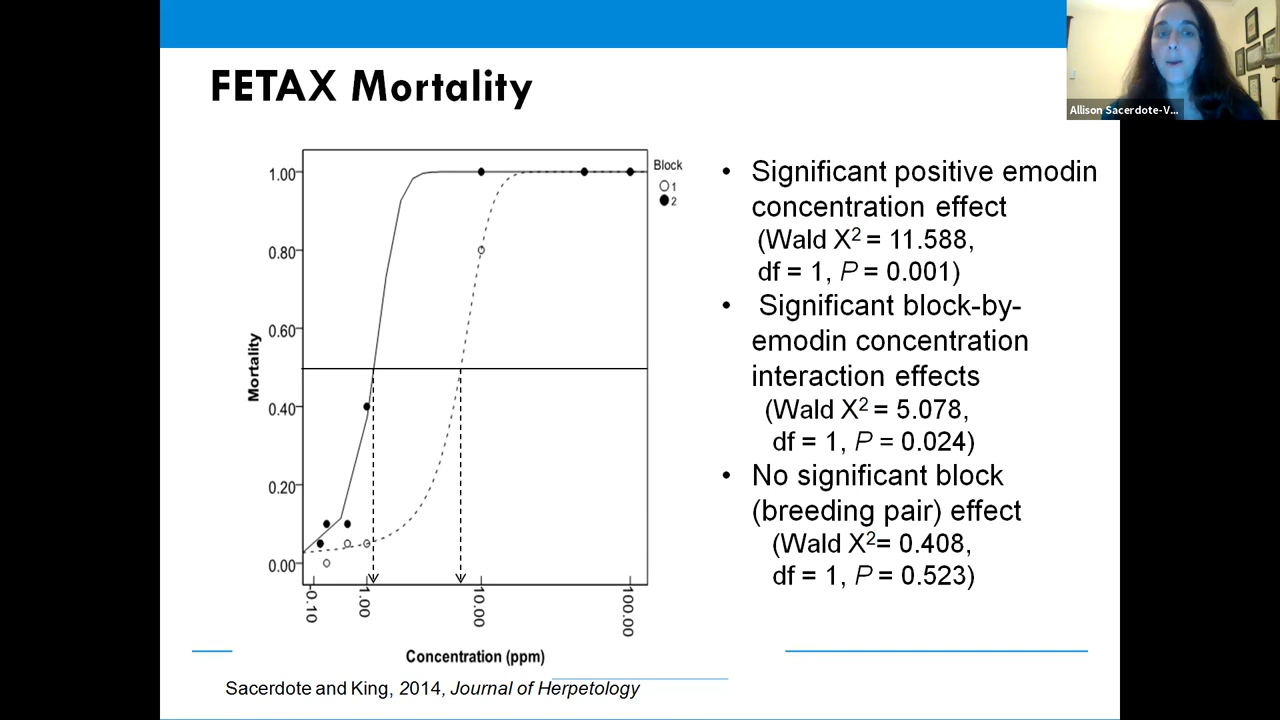 Allison Sacerdote-V...
FETAX Mortality
Block
1
2
1.00
0.80
0.60
0.40
0.20
0.00
Mortality
0.10
1.00
10.00
100.00
Concentration (ppm)
• Significant positive emodin
concentration effect
(Wald X² = 11.588,
df = 1, P = 0.001)
• Significant block-by-
emodin concentration
interaction effects
(Wald X² = 5.078,
df = 1, P = 0.024)
• No significant block
(breeding pair) effect
(Wald X²= 0.408,
df = 1, P = 0.523)
Sacerdote and King, 2014, Journal of Herpetology